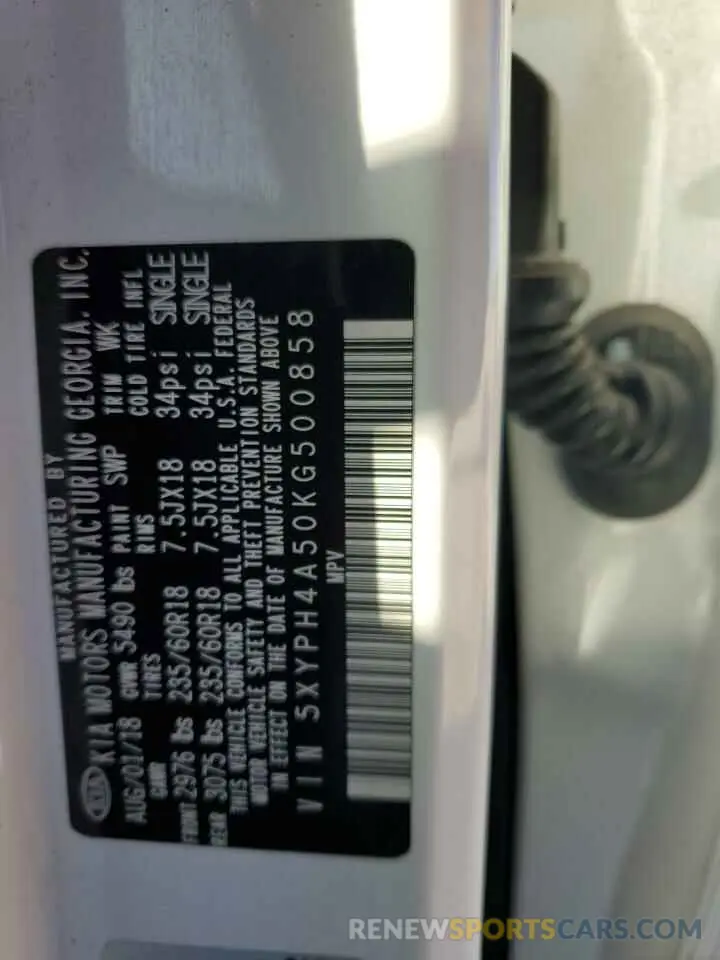 MANUFACTURED BY
KIA KIA MOTORS MANUFACTURING GEORGIA, INC.
AUG/01/18 GVWR 5490 lbs PAINT SWP TRIM WK
GAWR TIRES RIMS COLD TIRE INFL
FRONT 2976 lbs 235/60R18 7.5JX18 34psi SINGLE
REAR 3075 lbs 235/60R18 7.5JX18 34psi SINGLE
THIS VEHICLE CONFORMS TO ALL APPLICABLE U.S.A. FEDERAL
MOTOR VEHICLE SAFETY AND THEFT PREVENTION STANDARDS
IN EFFECT ON THE DATE OF MANUFACTURE SHOWN ABOVE
VIN 5XYPH4A50KG500858
MPV
RENEWSPORTSCARS.COM